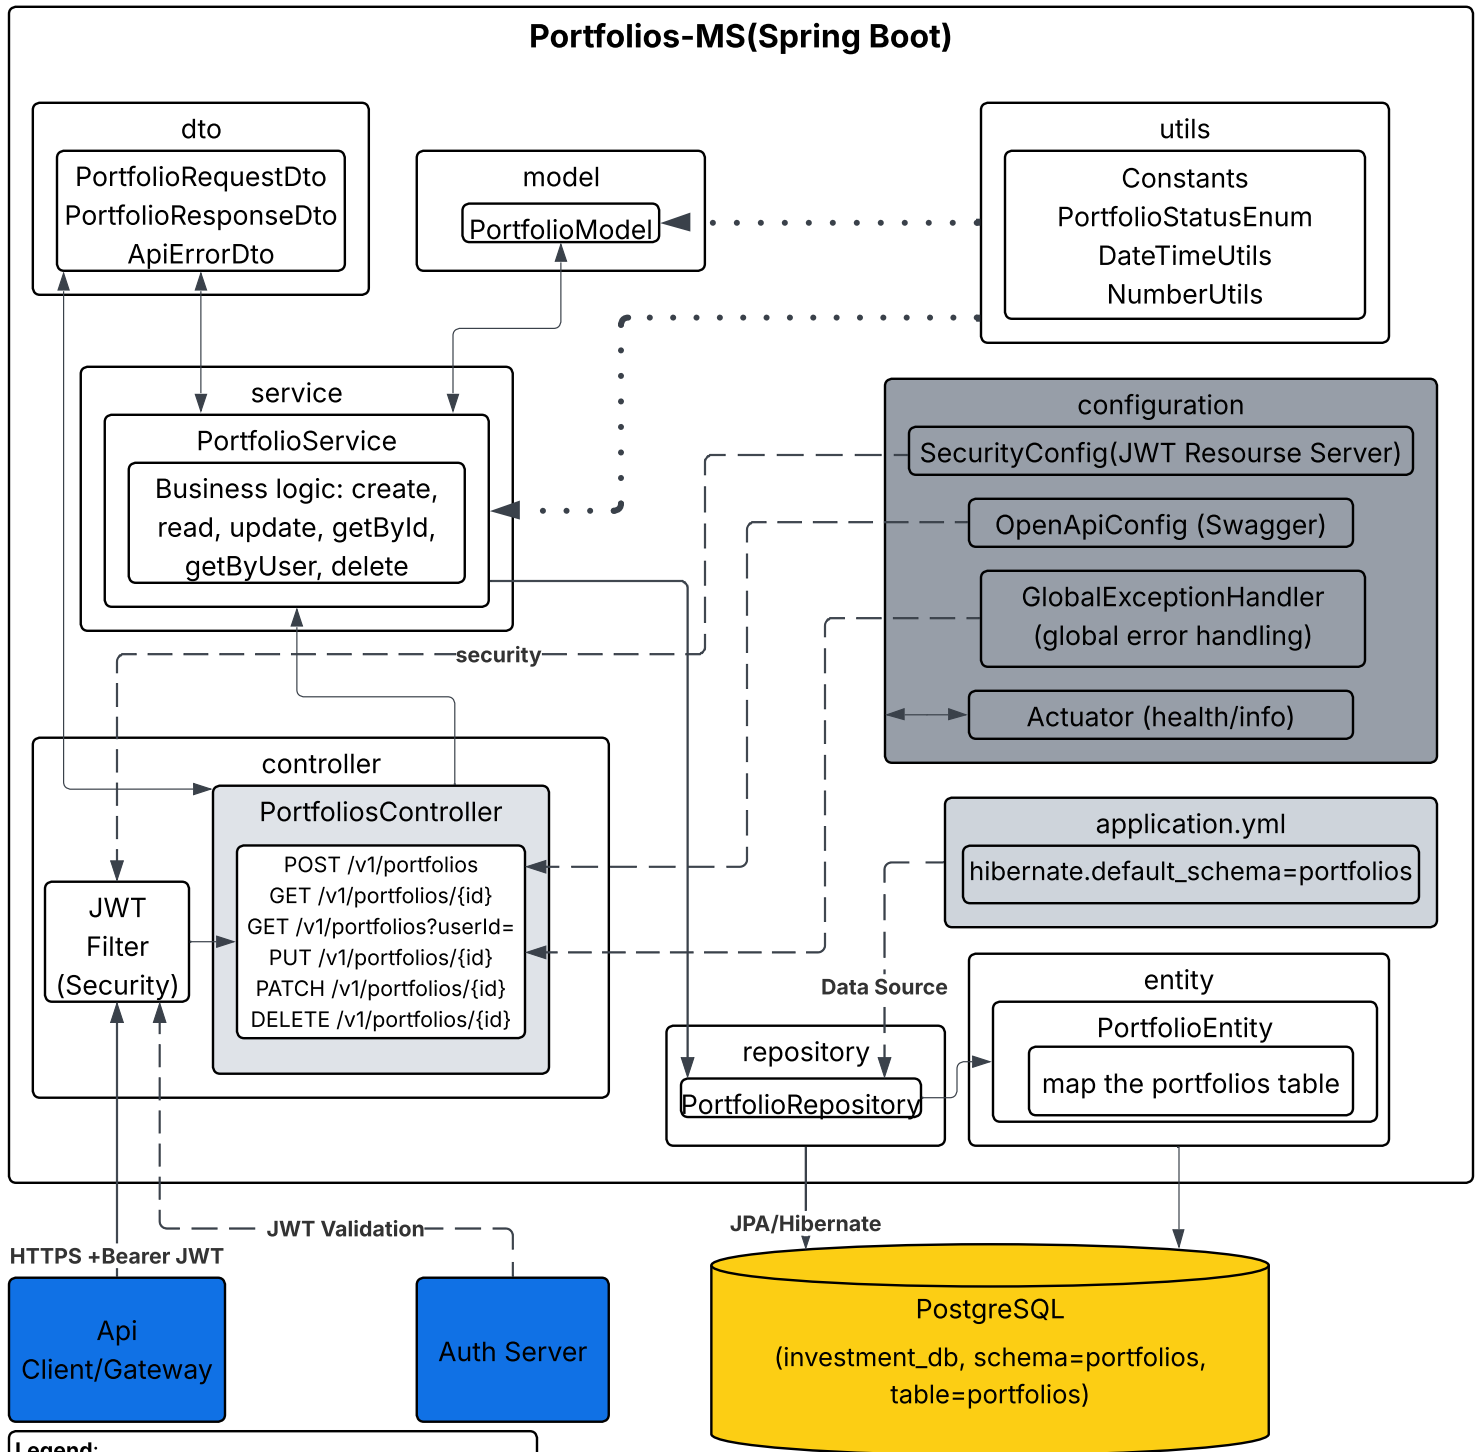 Portfolios-MS(Spring Boot)
dto
PortfolioRequestDto
PortfolioResponseDto
ApiErrorDto
model
PortfolioModel
utils
Constants
PortfolioStatusEnum
DateTimeUtils
NumberUtils
service
PortfolioService
Business logic: create,
read, update, getById,
getByUser, delete
configuration
SecurityConfig(JWT Resourse Server)
OpenApiConfig (Swagger)
GlobalExceptionHandler
(global error handling)
Actuator (health/info)
security
controller
PortfoliosController
POST /v1/portfolios
GET /v1/portfolios/{id}
GET /v1/portfolios?userId=
PUT /v1/portfolios/{id}
PATCH /v1/portfolios/{id}
DELETE /v1/portfolios/{id}
JWT
Filter
(Security)
application.yml
hibernate.default_schema=portfolios
Data Source
repository
PortfolioRepository
entity
PortfolioEntity
map the portfolios table
JWT Validation
HTTPS +Bearer JWT
JPA/Hibernate
Api
Client/Gateway
Auth Server
PostgreSQL
(investment_db, schema=portfolios,
table=portfolios)
Legend: